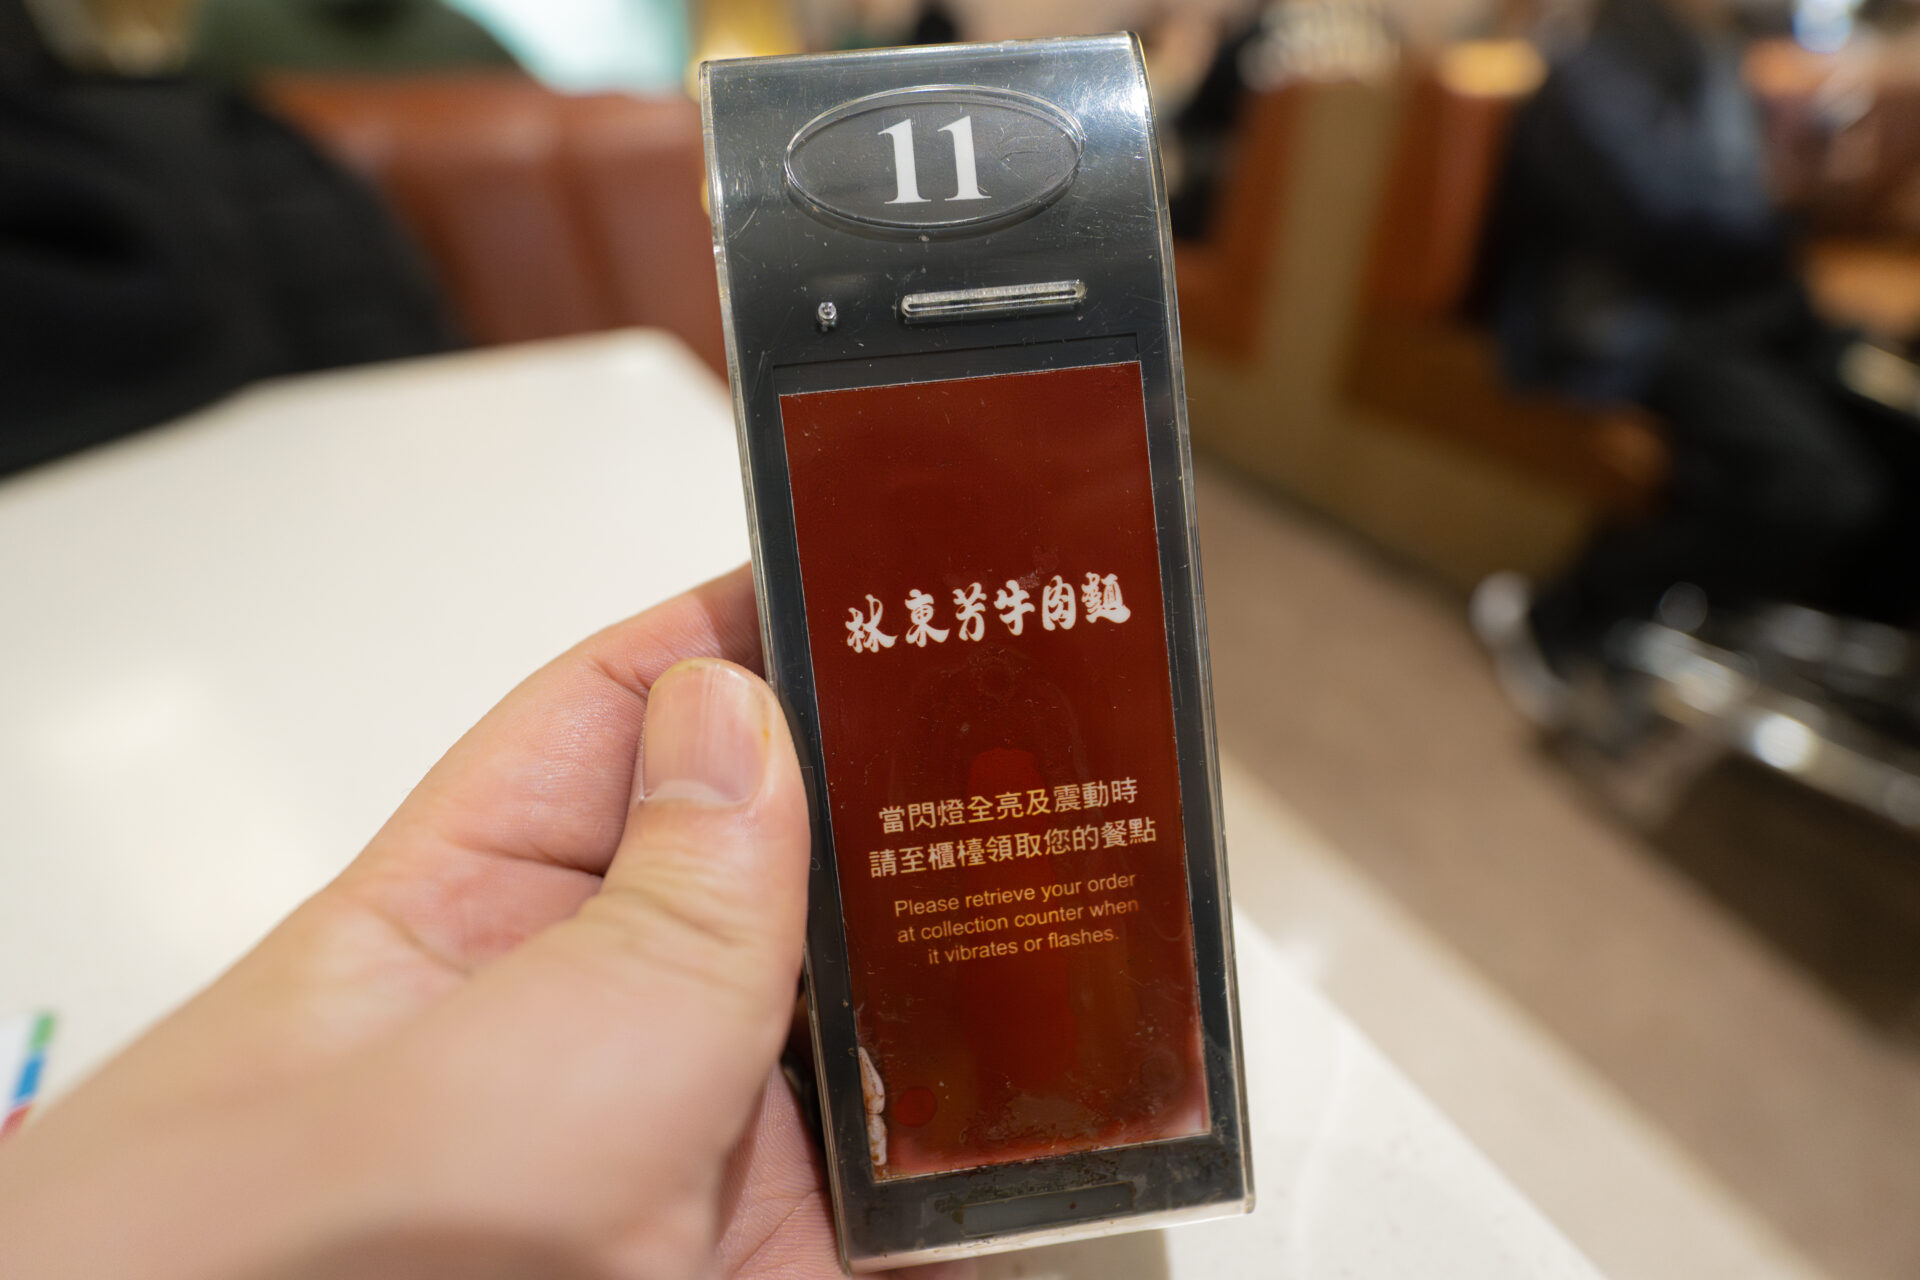 11
林東芳牛肉麵
當閃燈全亮及震動時
請至櫃檯領取您的餐點
Please retrieve your order
at collection counter when
it vibrates or flashes.